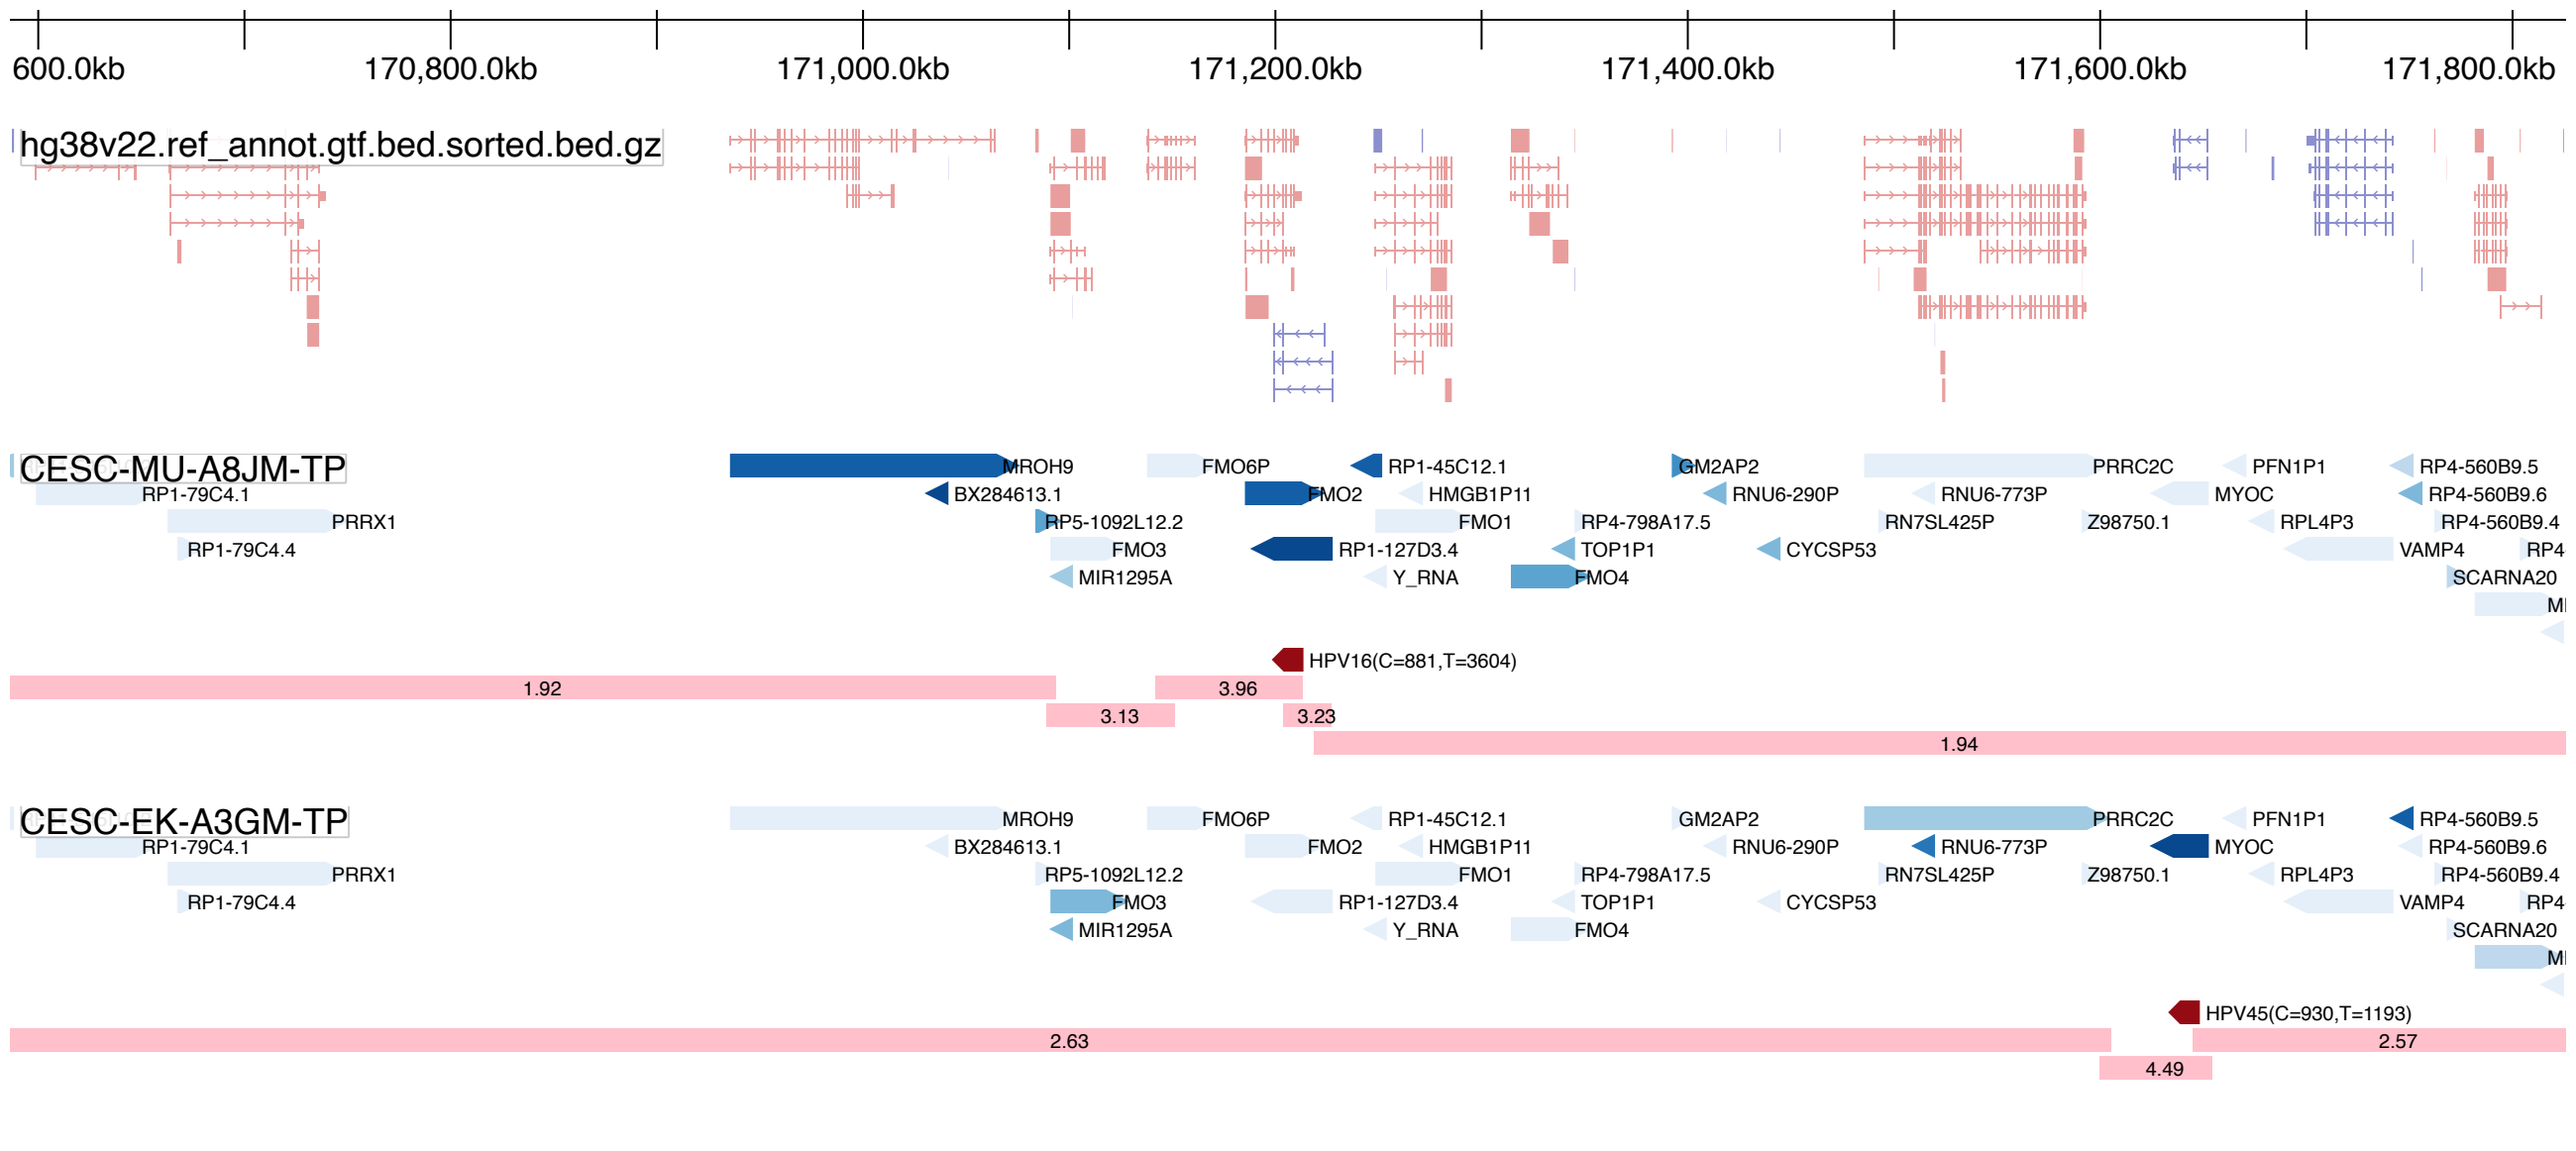 600.0kb 170,800.0kb 171,000.0kb 171,200.0kb 171,400.0kb 171,600.0kb 171,800.0kb
hg38v22.ref_annot.gtf.bed.sorted.bed.gz
CESC-MU-A8JM-TP MROH9 FMO6P RP1-45C12.1 GM2AP2 PRRC2C PFN1P1 RP4-560B9.5
RP1-79C4.1 BX284613.1 FMO2 HMGB1P11 RNU6-290P RNU6-773P MYOC RP4-560B9.6
PRRX1 RP5-1092L12.2 FMO1 RP4-798A17.5 RN7SL425P Z98750.1 RPL4P3 RP4-560B9.4
RP1-79C4.4 FMO3 RP1-127D3.4 TOP1P1 CYCSP53 VAMP4 RP4
MIR1295A Y_RNA FMO4 SCARNA20
MI
HPV16(C=881,T=3604)
1.92 3.96
3.13 3.23
1.94
CESC-EK-A3GM-TP MROH9 FMO6P RP1-45C12.1 GM2AP2 PRRC2C PFN1P1 RP4-560B9.5
RP1-79C4.1 BX284613.1 FMO2 HMGB1P11 RNU6-290P RNU6-773P MYOC RP4-560B9.6
PRRX1 RP5-1092L12.2 FMO1 RP4-798A17.5 RN7SL425P Z98750.1 RPL4P3 RP4-560B9.4
RP1-79C4.4 FMO3 RP1-127D3.4 TOP1P1 CYCSP53 VAMP4 RP4
MIR1295A Y_RNA FMO4 SCARNA20
MI
HPV45(C=930,T=1193)
2.63 2.57
4.49